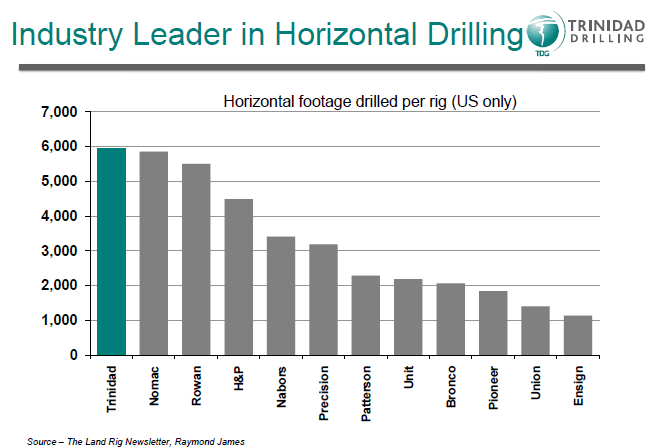 Industry Leader in Horizontal Drilling
TRINIDAD
DRILLING
TDG
Horizontal footage drilled per rig (US only)
7,000
6,000
5,000
4,000
3,000
2,000
1,000
0
Trinidad
Nomac
Rowan
H&P
Nabors
Precision
Patterson
Unit
Bronco
Pioneer
Union
Ensign
Source – The Land Rig Newsletter, Raymond James